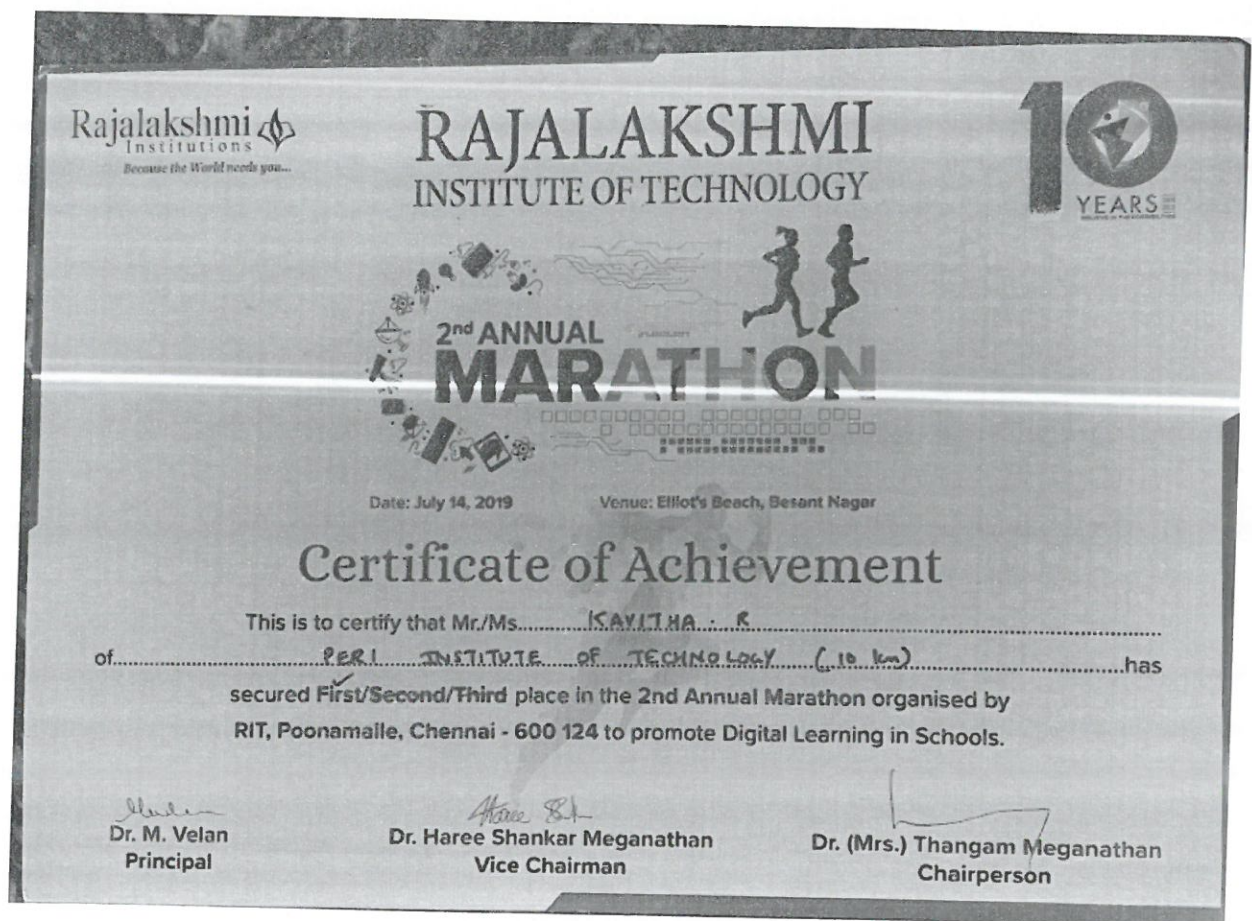 Rajalakshmi
Institutions
Because the World needs you...
RAJALAKSHMI
INSTITUTE OF TECHNOLOGY
10
YEARS
2nd ANNUAL
MARATHON
Date: July 14, 2019 Venue: Elliot's Beach, Besant Nagar
Certificate of Achievement
This is to certify that Mr./Ms. KAVITHA . R
of PERI INSTITUTE OF TECHNOLOGY (10 km) has
secured First/Second/Third place in the 2nd Annual Marathon organised by
RIT, Poonamalle, Chennai - 600 124 to promote Digital Learning in Schools.
Dr. M. Velan Dr. Haree Shankar Meganathan Dr. (Mrs.) Thangam Meganathan
Principal Vice Chairman Chairperson